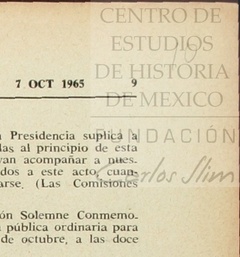 CENTRO DE
ESTUDIOS
DE HISTORIA
DE MEXICO
FUNDACIÓN
Carlos Slim
7 OCT 1965 9
Presidencia suplica a
las al principio de esta
van acompañar a nues-
dos a este acto, cuan-
arse. (Las Comisiones
ón Solemne Conmemo-
pública ordinaria para
de octubre, a las doce